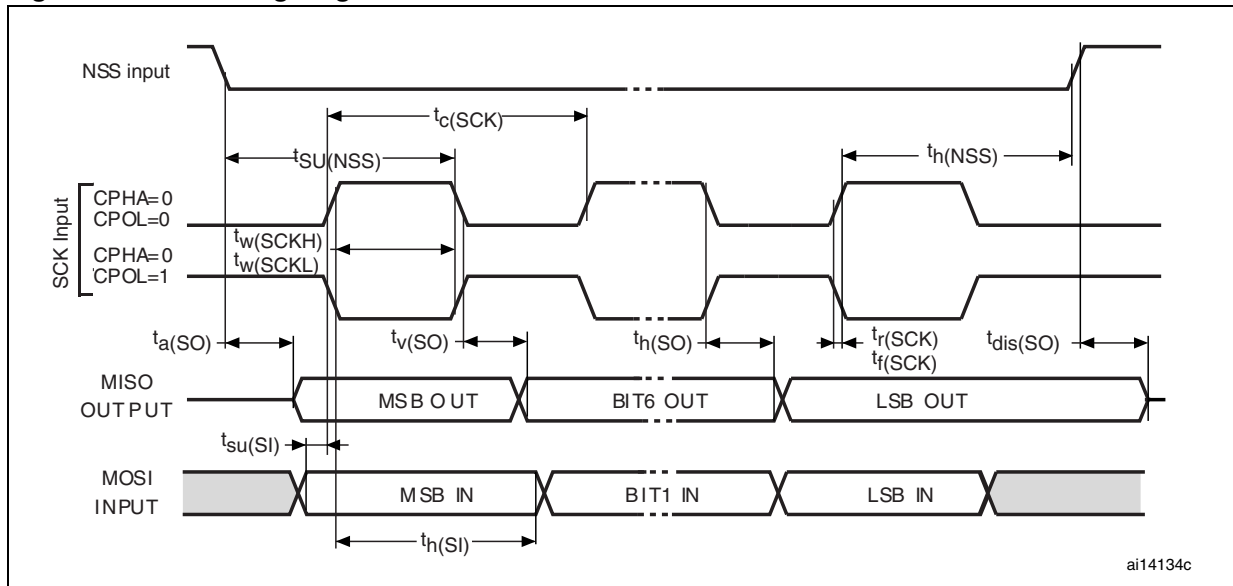 NSS input
tc(SCK)
tSU(NSS)
th(NSS)
SCK Input
CPHA=0
CPOL=0
tw(SCKH)
CPHA=0
tw(SCKL)
CPOL=1
ta(SO)
tv(SO)
th(SO)
tr(SCK)
tf(SCK)
tdis(SO)
MISO
OUTPUT
MSB OUT
BIT6 OUT
LSB OUT
tsu(SI)
MOSI
INPUT
MSB IN
BIT1 IN
LSB IN
th(SI)
ai14134c